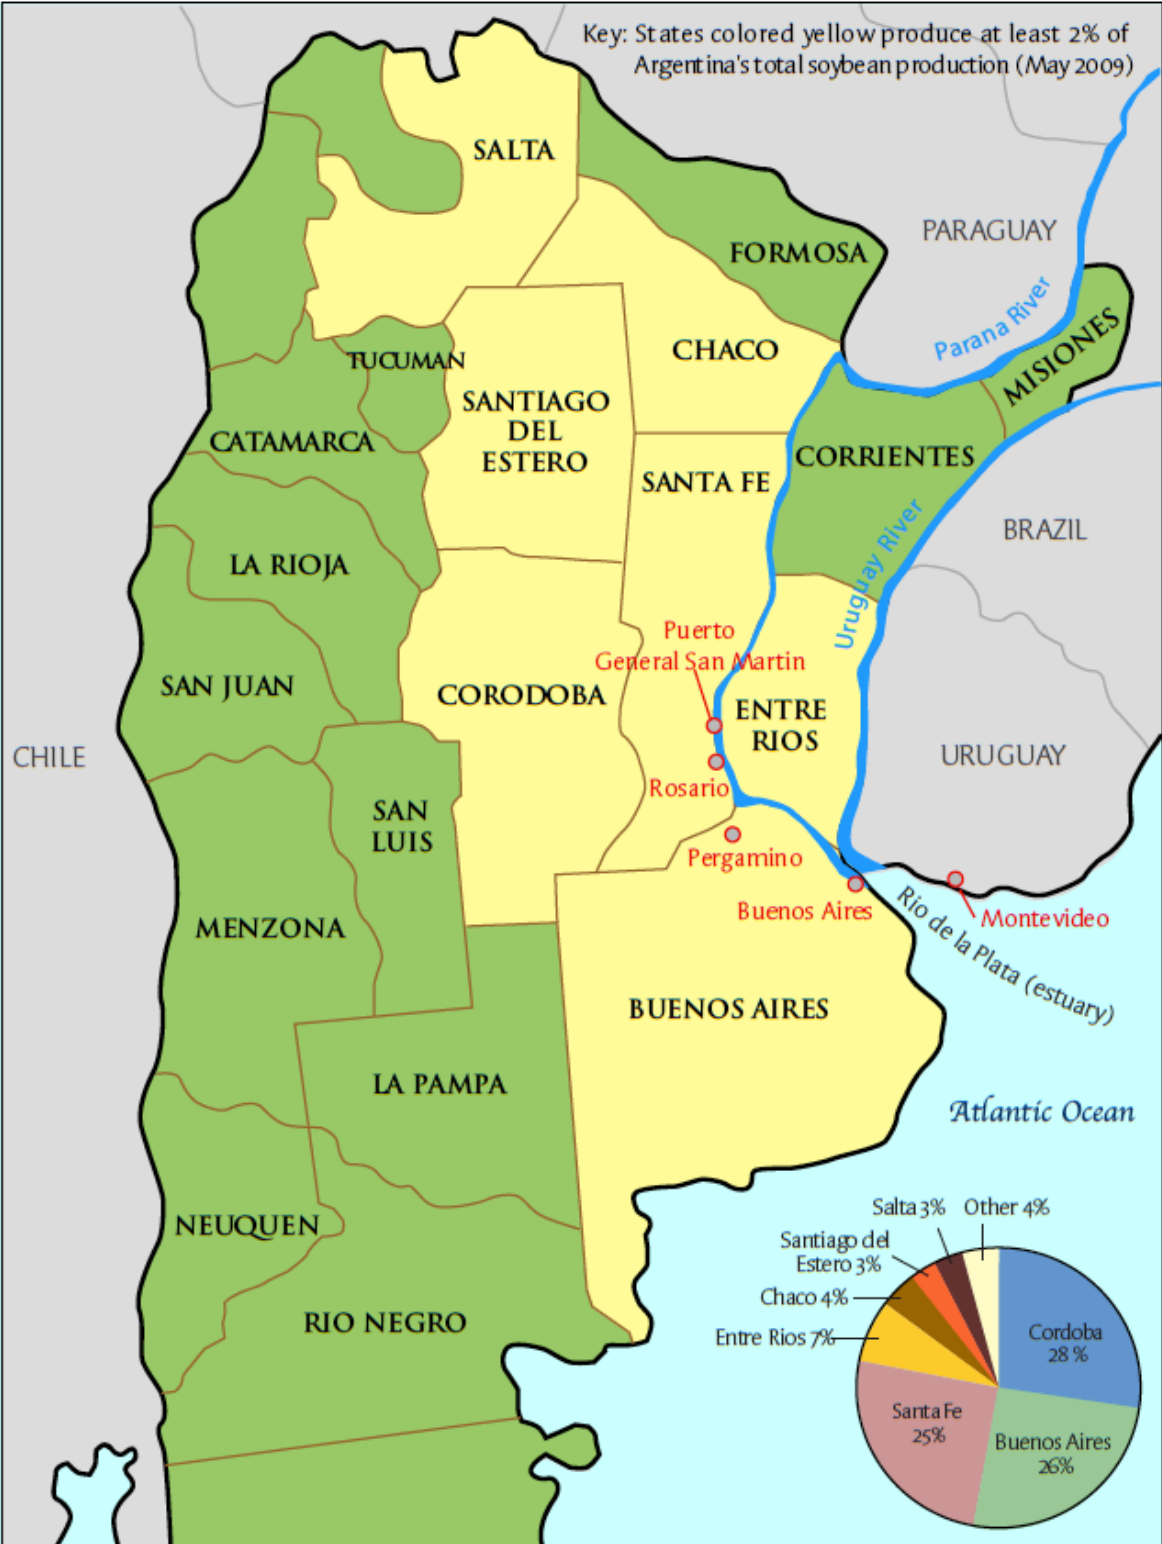 Key: States colored yellow produce at least 2% of
Argentina's total soybean production (May 2009)
SALTA
FORMOSA
PARAGUAY
Parana River
MISIONES
CHACO
TUCUMAN
SANTIAGO
DEL
ESTERO
CATAMARCA
SANTA FE
CORRIENTES
Uruguay River
BRAZIL
LA RIOJA
Puerto
General San Martin
SAN JUAN
CORODOBA
ENTRE
RIOS
CHILE
URUGUAY
Rosario
SAN
LUIS
Pergamino
Buenos Aires
Montevideo
Rio de la Plata (estuary)
MENZONA
BUENOS AIRES
LA PAMPA
Atlantic Ocean
NEUQUEN
RIO NEGRO
Salta 3%
Other 4%
Santiago del
Estero 3%
Chaco 4%
Entre Rios 7%
Cordoba
28 %
Santa Fe
25%
Buenos Aires
26%